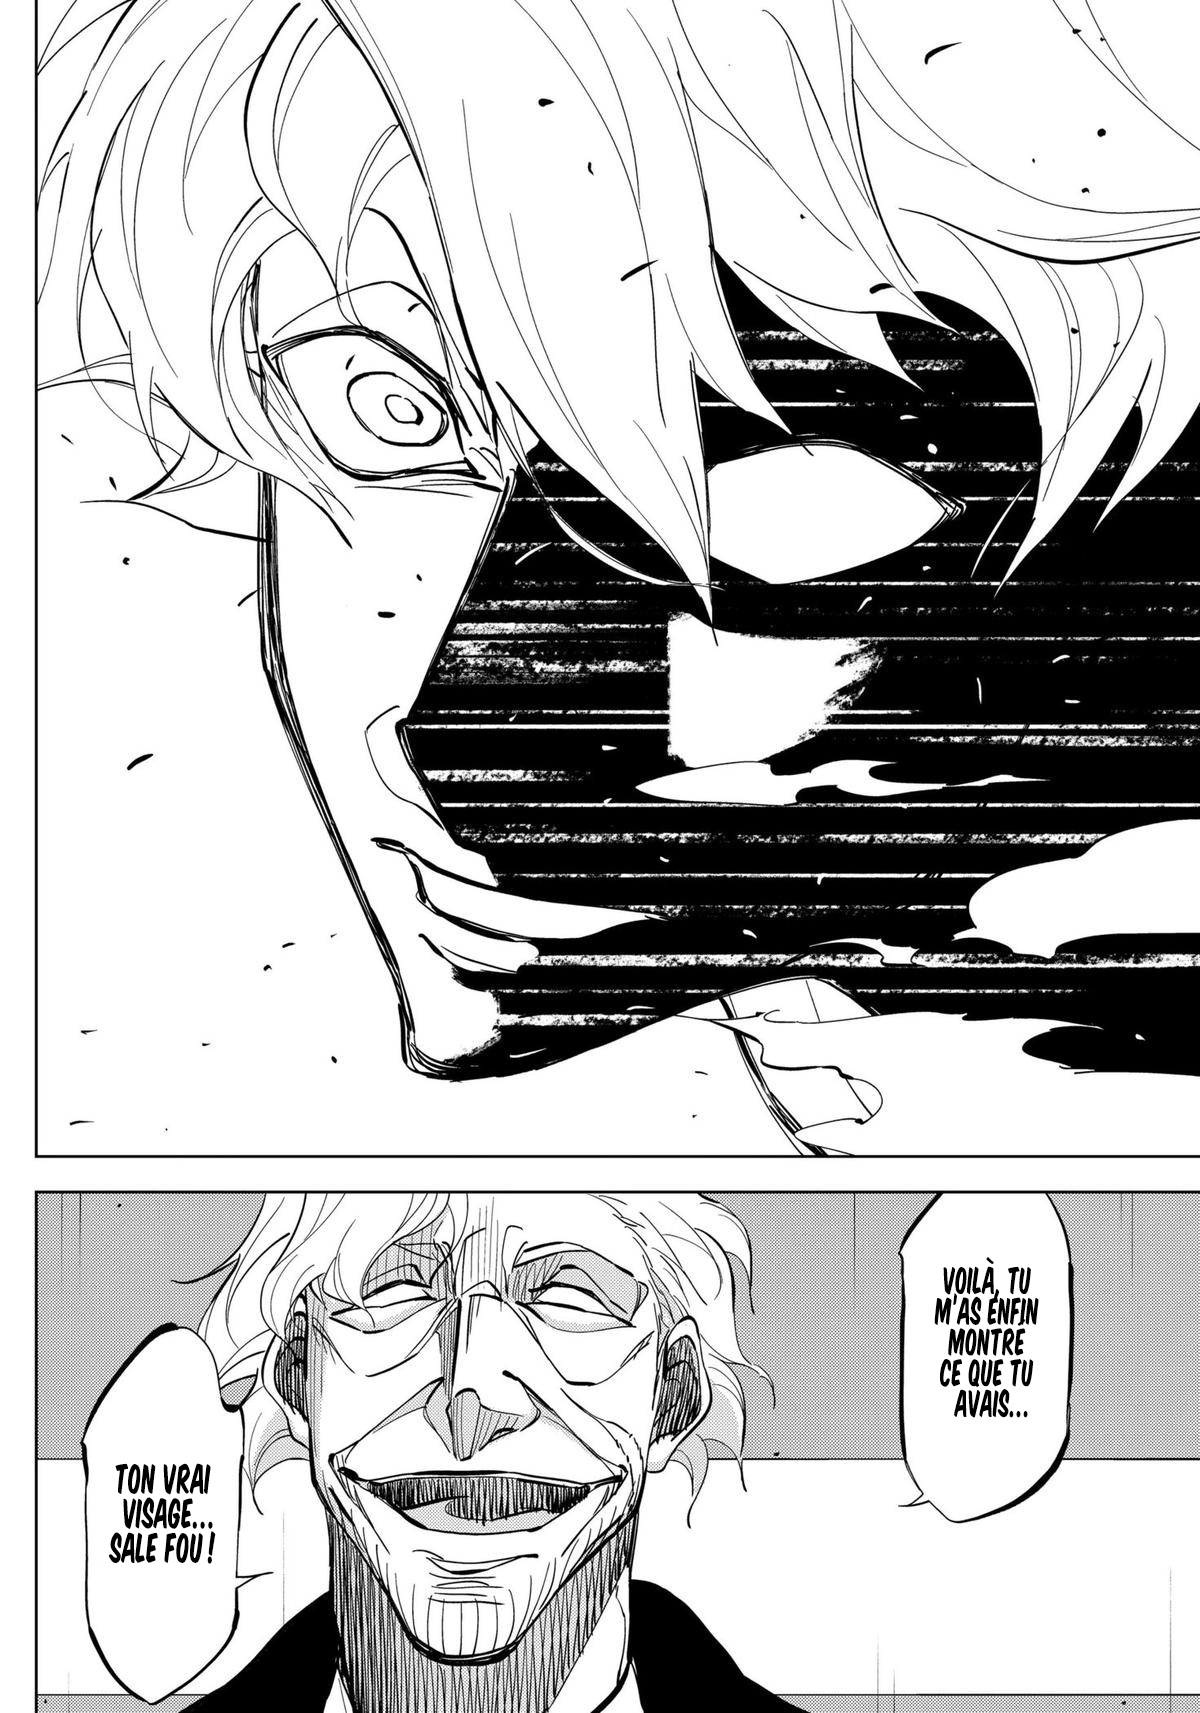 VOILÀ, TU
M'AS ENFIN
MONTRÉ
CE QUE TU
AVAIS...
TON VRAI
VISAGE...
SALE FOU !